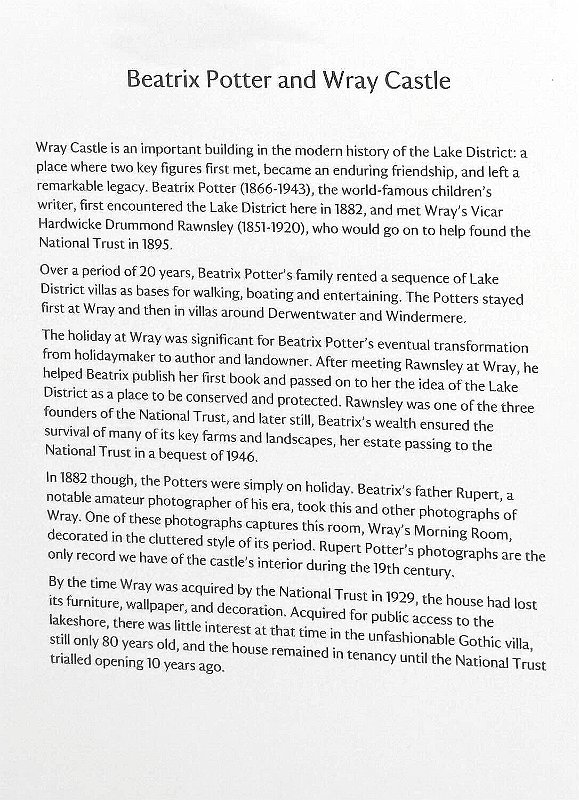 Beatrix Potter and Wray Castle
Wray Castle is an important building in the modern history of the Lake District: a
place where two key figures first met, became an enduring friendship, and left a
remarkable legacy. Beatrix Potter (1866-1943), the world-famous children's
writer, first encountered the Lake District here in 1882, and met Wray's Vicar
Hardwicke Drummond Rawnsley (1851-1920), who would go on to help found the
National Trust in 1895.
Over a period of 20 years, Beatrix Potter's family rented a sequence of Lake
District villas as bases for walking, boating and entertaining. The Potters stayed
first at Wray and then in villas around Derwentwater and Windermere.
The holiday at Wray was significant for Beatrix Potter's eventual transformation
from holidaymaker to author and landowner. After meeting Rawnsley at Wray, he
helped Beatrix publish her first book and passed on to her the idea of the Lake
District as a place to be conserved and protected. Rawnsley was one of the three
founders of the National Trust, and later still, Beatrix's wealth ensured the
survival of many of its key farms and landscapes, her estate passing to the
National Trust in a bequest of 1946.
In 1882 though, the Potters were simply on holiday. Beatrix's father Rupert, a
notable amateur photographer of his era, took this and other photographs of
Wray. One of these photographs captures this room, Wray's Morning Room,
decorated in the cluttered style of its period. Rupert Potter's photographs are the
only record we have of the castle's interior during the 19th century.
By the time Wray was acquired by the National Trust in 1929, the house had lost
its furniture, wallpaper, and decoration. Acquired for public access to the
lakeshore, there was little interest at that time in the unfashionable Gothic villa,
still only 80 years old, and the house remained in tenancy until the National Trust
trialled opening 10 years ago.